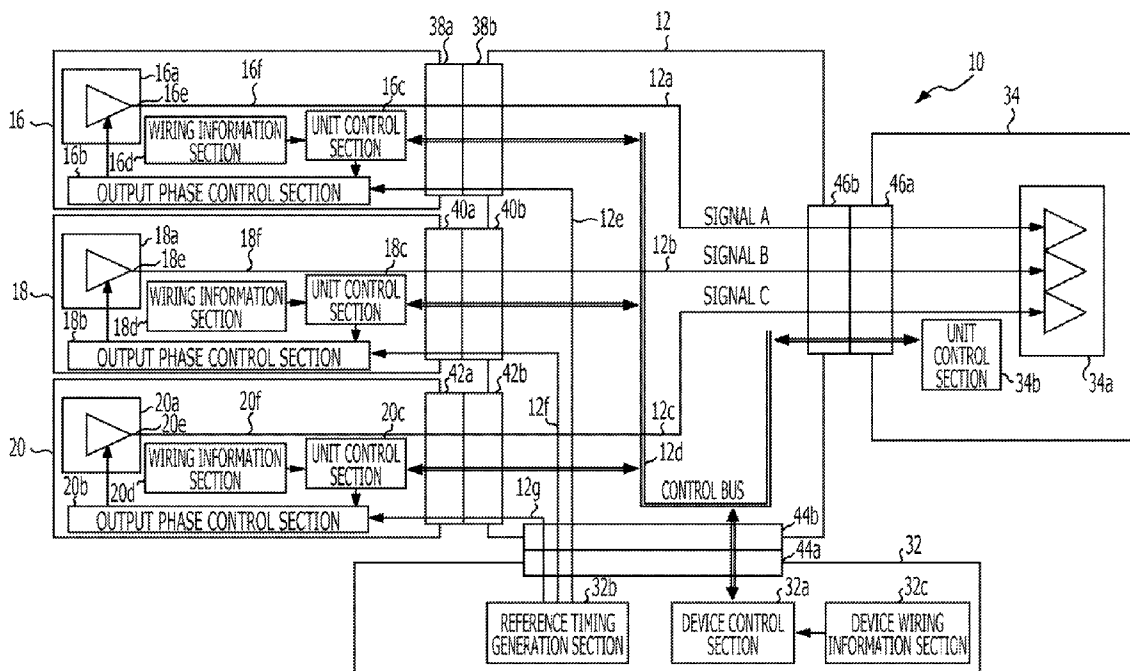 38a 38b 12
16a
16e 16f 16c 12a 10
34
16
WIRING INFORMATION
SECTION
UNIT CONTROL
SECTION
16b 16d
OUTPUT PHASE CONTROL SECTION
46b 46a
40a 40b 12e
18a
18e 18f 18c 12b
SIGNAL A
SIGNAL B
SIGNAL C
18
WIRING INFORMATION
SECTION
UNIT CONTROL
SECTION
18b 18d
OUTPUT PHASE CONTROL SECTION
UNIT
CONTROL
SECTION
34b
34a
42a 42b
20a
20e 20f 20c 12f 12c
12d
20
WIRING INFORMATION
SECTION
UNIT CONTROL
SECTION
20b 20d
OUTPUT PHASE CONTROL SECTION
12g
CONTROL BUS
44b
44a 32
32b 32a 32c
REFERENCE TIMING
GENERATION SECTION
DEVICE CONTROL
SECTION
DEVICE WIRING
INFORMATION SECTION